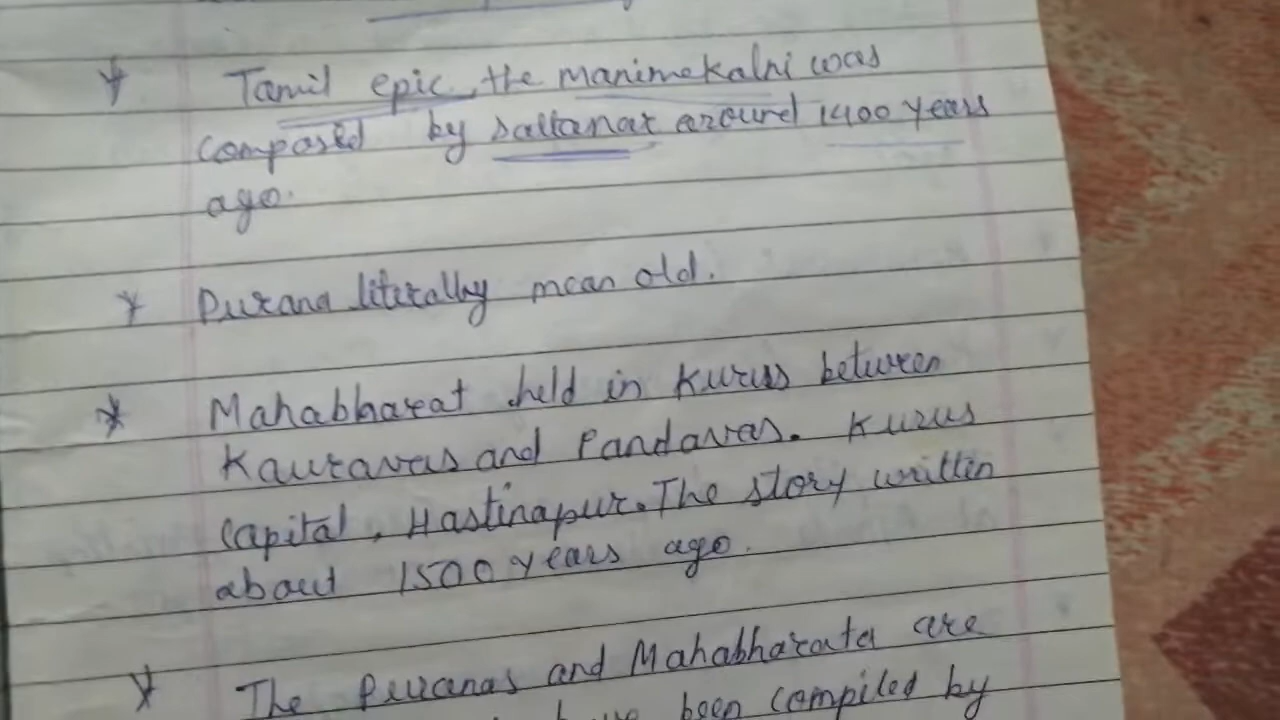 Tamil epic, the Manimekalai was
composed by sattanar around 1400 years
ago.
Purana literally mean old.
Mahabharat held in Kurus between
Kauravas and Pandavas. Kurus
capital, Hastinapur. The story written
about 1500 years ago.
The Puranas and Mahabharata are
been compiled by